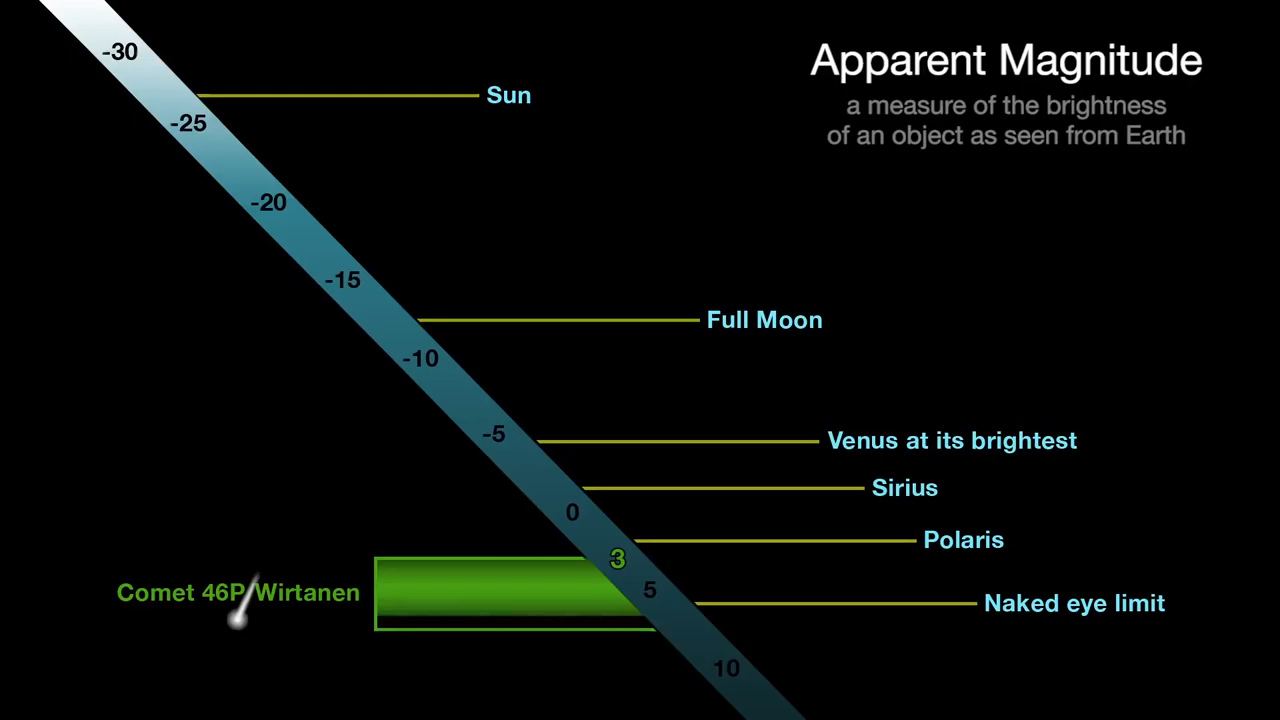 Apparent Magnitude
a measure of the brightness
of an object as seen from Earth
-30
Sun
-25
-20
-15
Full Moon
-10
-5
Venus at its brightest
Sirius
0
Polaris
3
5
Comet 46P/Wirtanen
Naked eye limit
10